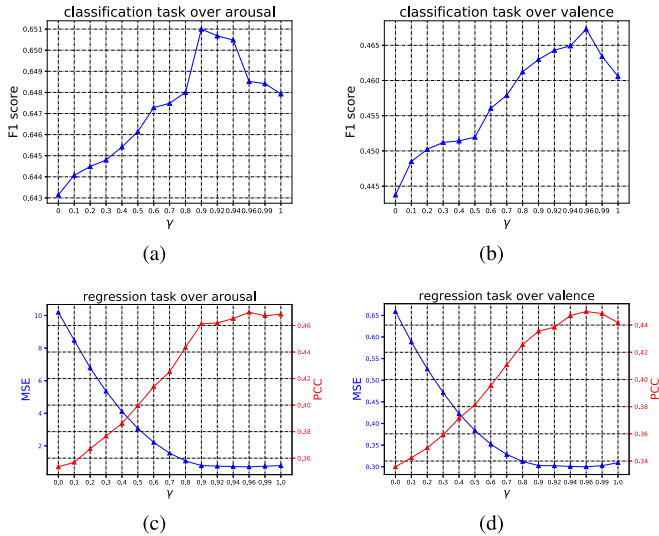 classification task over arousal
F1 score
0.651
0.650
0.648
0.647
0.646
0.645
0.644
0.643
0 0.1 0.2 0.3 0.4 0.5 0.6 0.7 0.8 0.9 0.92 0.94 0.96 0.99 1
γ
(a)
classification task over valence
F1 score
0.465
0.460
0.455
0.450
0.445
0 0.1 0.2 0.3 0.4 0.5 0.6 0.7 0.8 0.9 0.92 0.94 0.96 0.99 1
γ
(b)
regression task over arousal
MSE
10
8
6
4
2
PCC
0.46
0.44
0.42
0.40
0.38
0.36
0.0 0.1 0.2 0.3 0.4 0.5 0.6 0.7 0.8 0.9 0.92 0.94 0.96 0.99 1.0
γ
(c)
regression task over valence
MSE
0.65
0.60
0.55
0.50
0.45
0.40
0.35
0.30
PCC
0.44
0.42
0.40
0.38
0.36
0.34
0.0 0.1 0.2 0.3 0.4 0.5 0.6 0.7 0.8 0.9 0.92 0.94 0.96 0.99 1.0
γ
(d)